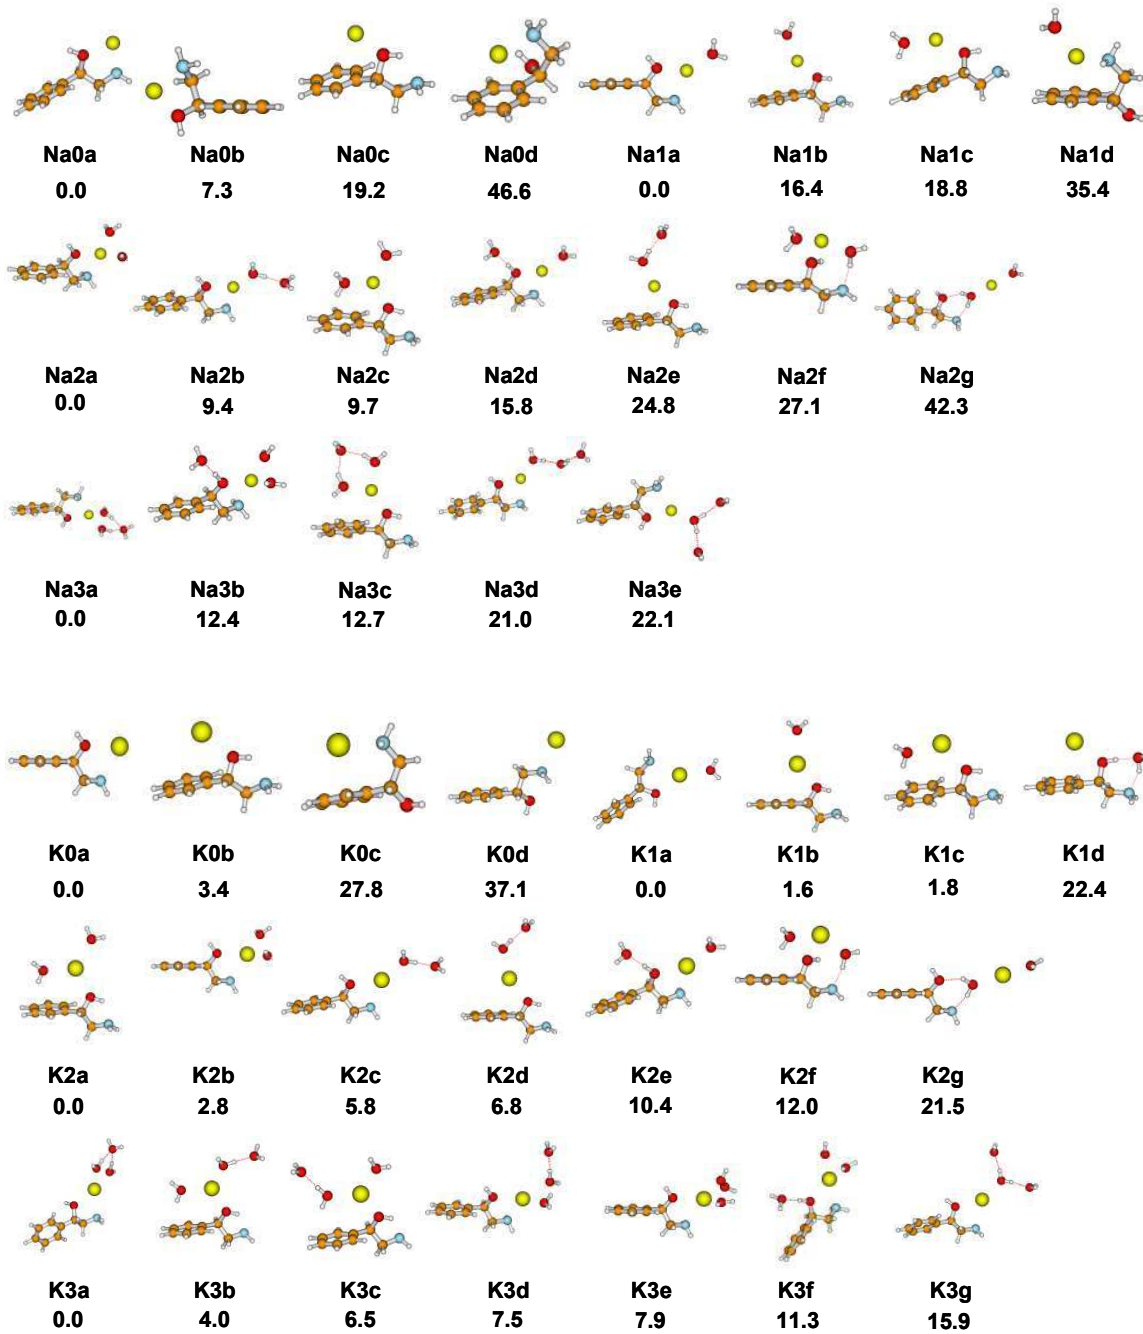 Na0a Na0b Na0c Na0d Na1a Na1b Na1c Na1d
0.0 7.3 19.2 46.6 0.0 16.4 18.8 35.4
Na2a Na2b Na2c Na2d Na2e Na2f Na2g
0.0 9.4 9.7 15.8 24.8 27.1 42.3
Na3a Na3b Na3c Na3d Na3e
0.0 12.4 12.7 21.0 22.1
K0a K0b K0c K0d K1a K1b K1c K1d
0.0 3.4 27.8 37.1 0.0 1.6 1.8 22.4
K2a K2b K2c K2d K2e K2f K2g
0.0 2.8 5.8 6.8 10.4 12.0 21.5
K3a K3b K3c K3d K3e K3f K3g
0.0 4.0 6.5 7.5 7.9 11.3 15.9